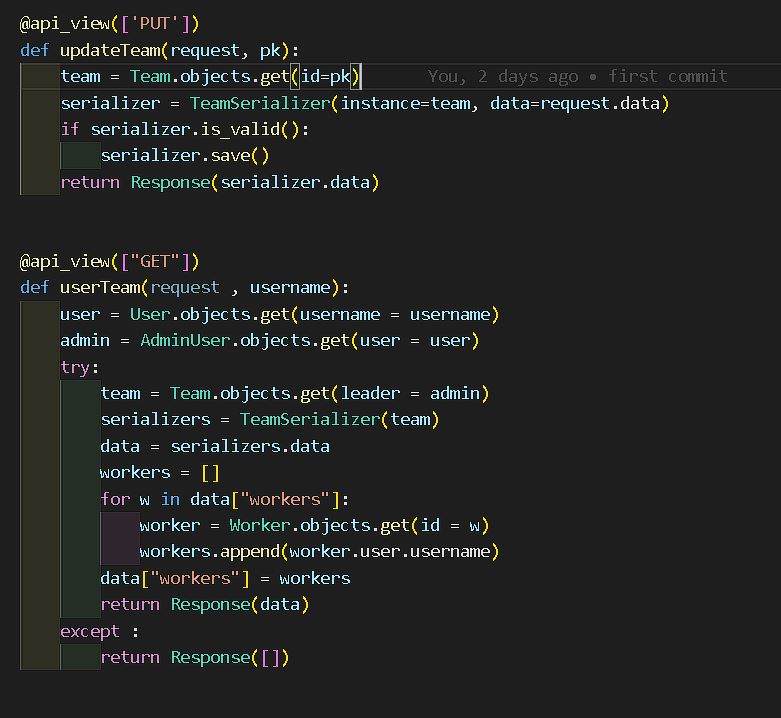 @api_view(['PUT'])
def updateTeam(request, pk):
    team = Team.objects.get(id=pk)    You, 2 days ago • first commit
    serializer = TeamSerializer(instance=team, data=request.data)
    if serializer.is_valid():
        serializer.save()
    return Response(serializer.data)
@api_view(["GET"])
def userTeam(request , username):
    user = User.objects.get(username = username)
    admin = AdminUser.objects.get(user = user)
    try:
        team = Team.objects.get(leader = admin)
        serializers = TeamSerializer(team)
        data = serializers.data
        workers = []
        for w in data["workers"]:
            worker = Worker.objects.get(id = w)
            workers.append(worker.user.username)
        data["workers"] = workers
        return Response(data)
    except :
        return Response([])